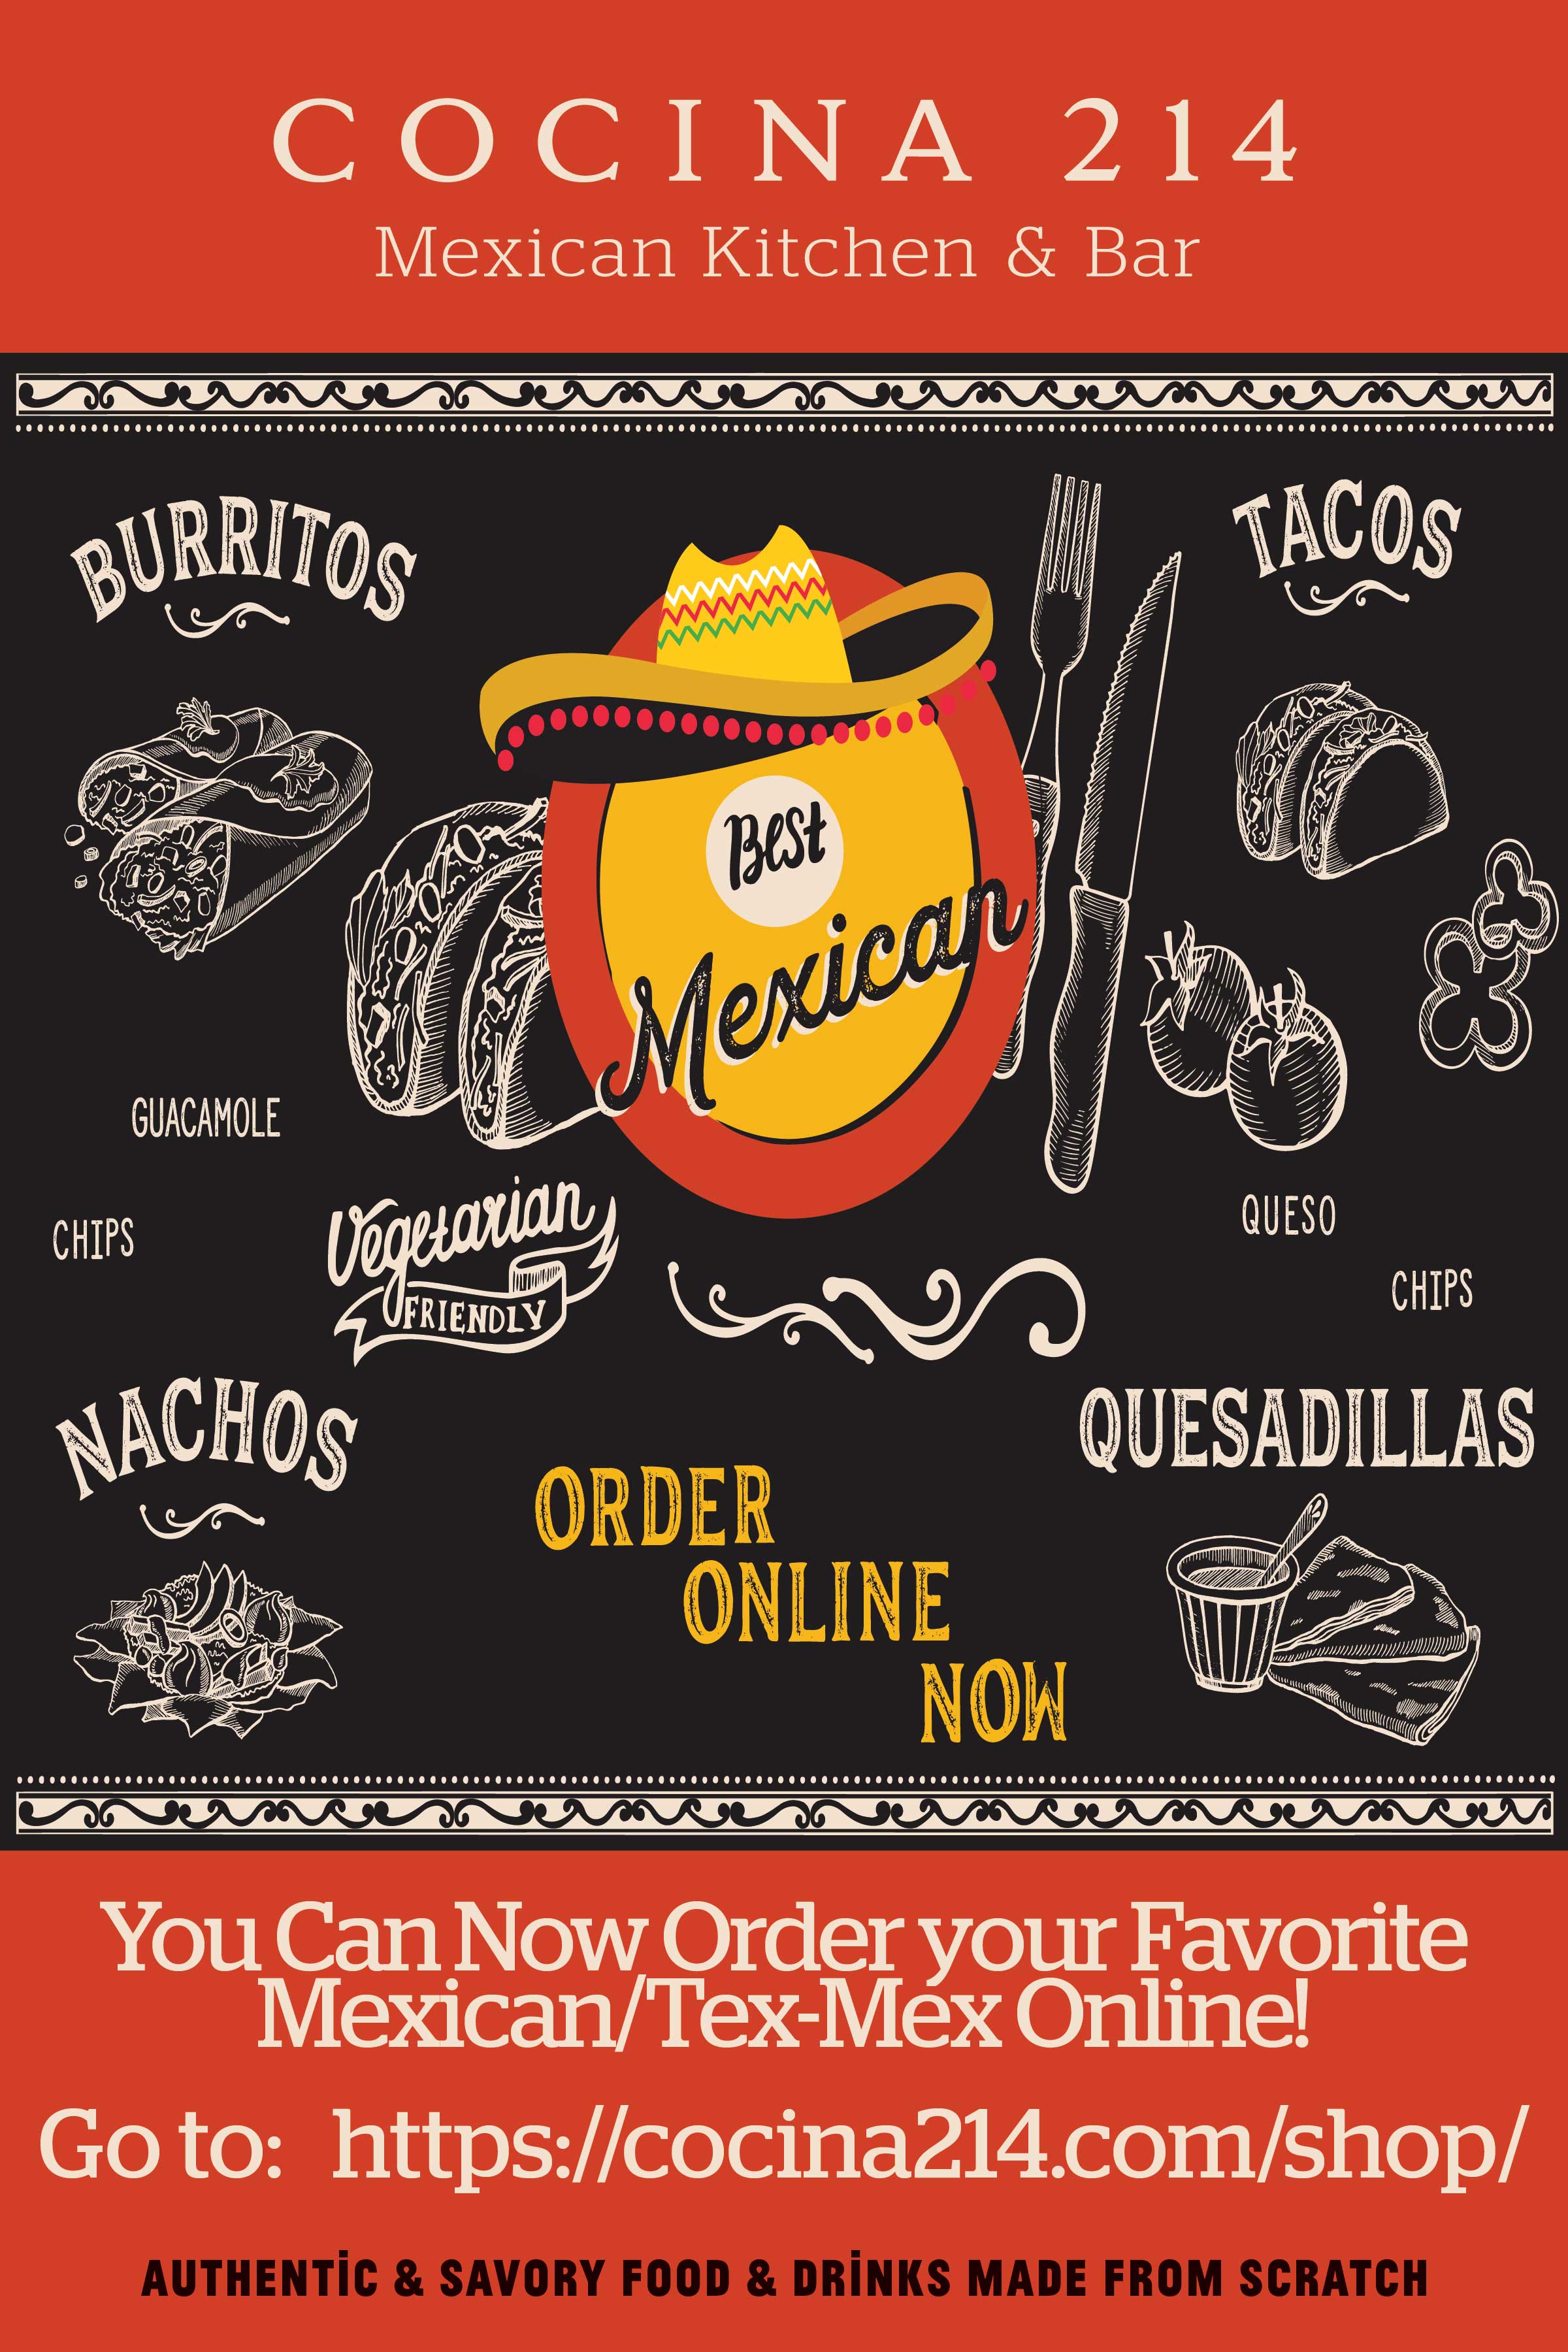 COCINA 214
Mexican Kitchen & Bar
BURRITOS
TACOS
Best
Mexican
GUACAMOLE
CHIPS
Vegetarian
FRIENDLY
QUESO
CHIPS
NACHOS
QUESADILLAS
ORDER
ONLINE
NOW
You Can Now Order your Favorite
Mexican/Tex-Mex Online!
Go to: https://cocina214.com/shop/
AUTHENTİC & SAVORY FOOD & DRİNKS MADE FROM SCRATCH